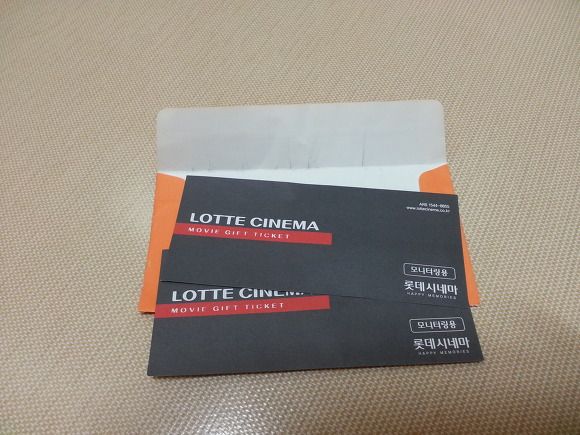 ARS 1544-8855
www.lottecinema.co.kr
LOTTE CINEMA
MOVIE GIFT TICKET
모니터링용
롯데시네마
HAPPY MEMORIES
LOTTE CINEMA
MOVIE GIFT TICKET
모니터링용
롯데시네마
HAPPY MEMORIES